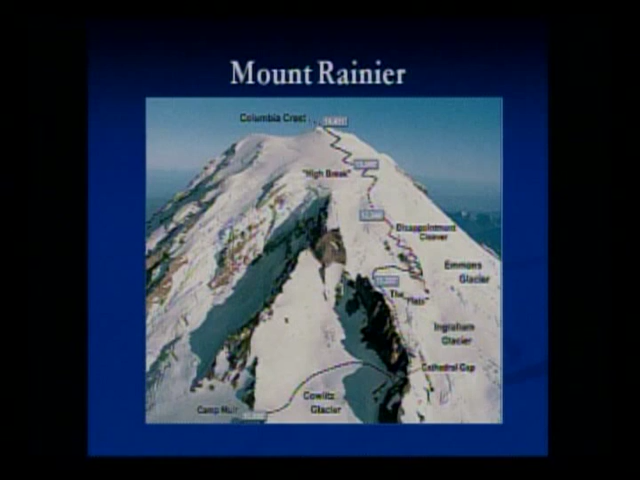 Mount Rainier
Columbia Crest
"High Break"
Disappointment
Cleaver
Emmons
Glacier
The "Flats"
Ingraham
Glacier
Cathedral Gap
Cowlitz
Glacier
Camp Muir